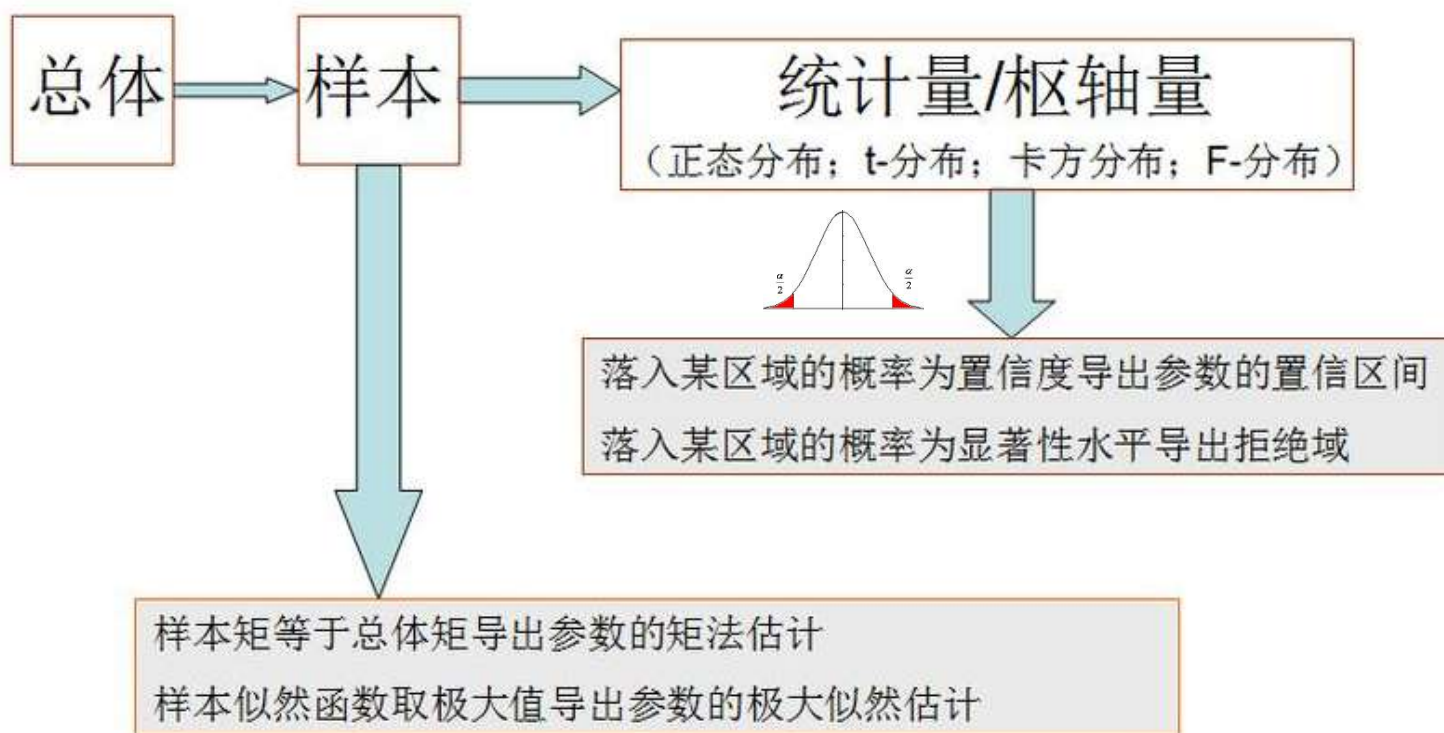 总体
样本
统计量/枢轴量
（正态分布；t-分布；卡方分布；F-分布）
α/2
α/2
落入某区域的概率为置信度导出参数的置信区间
落入某区域的概率为显著性水平导出拒绝域
样本矩等于总体矩导出参数的矩法估计
样本似然函数取极大值导出参数的极大似然估计